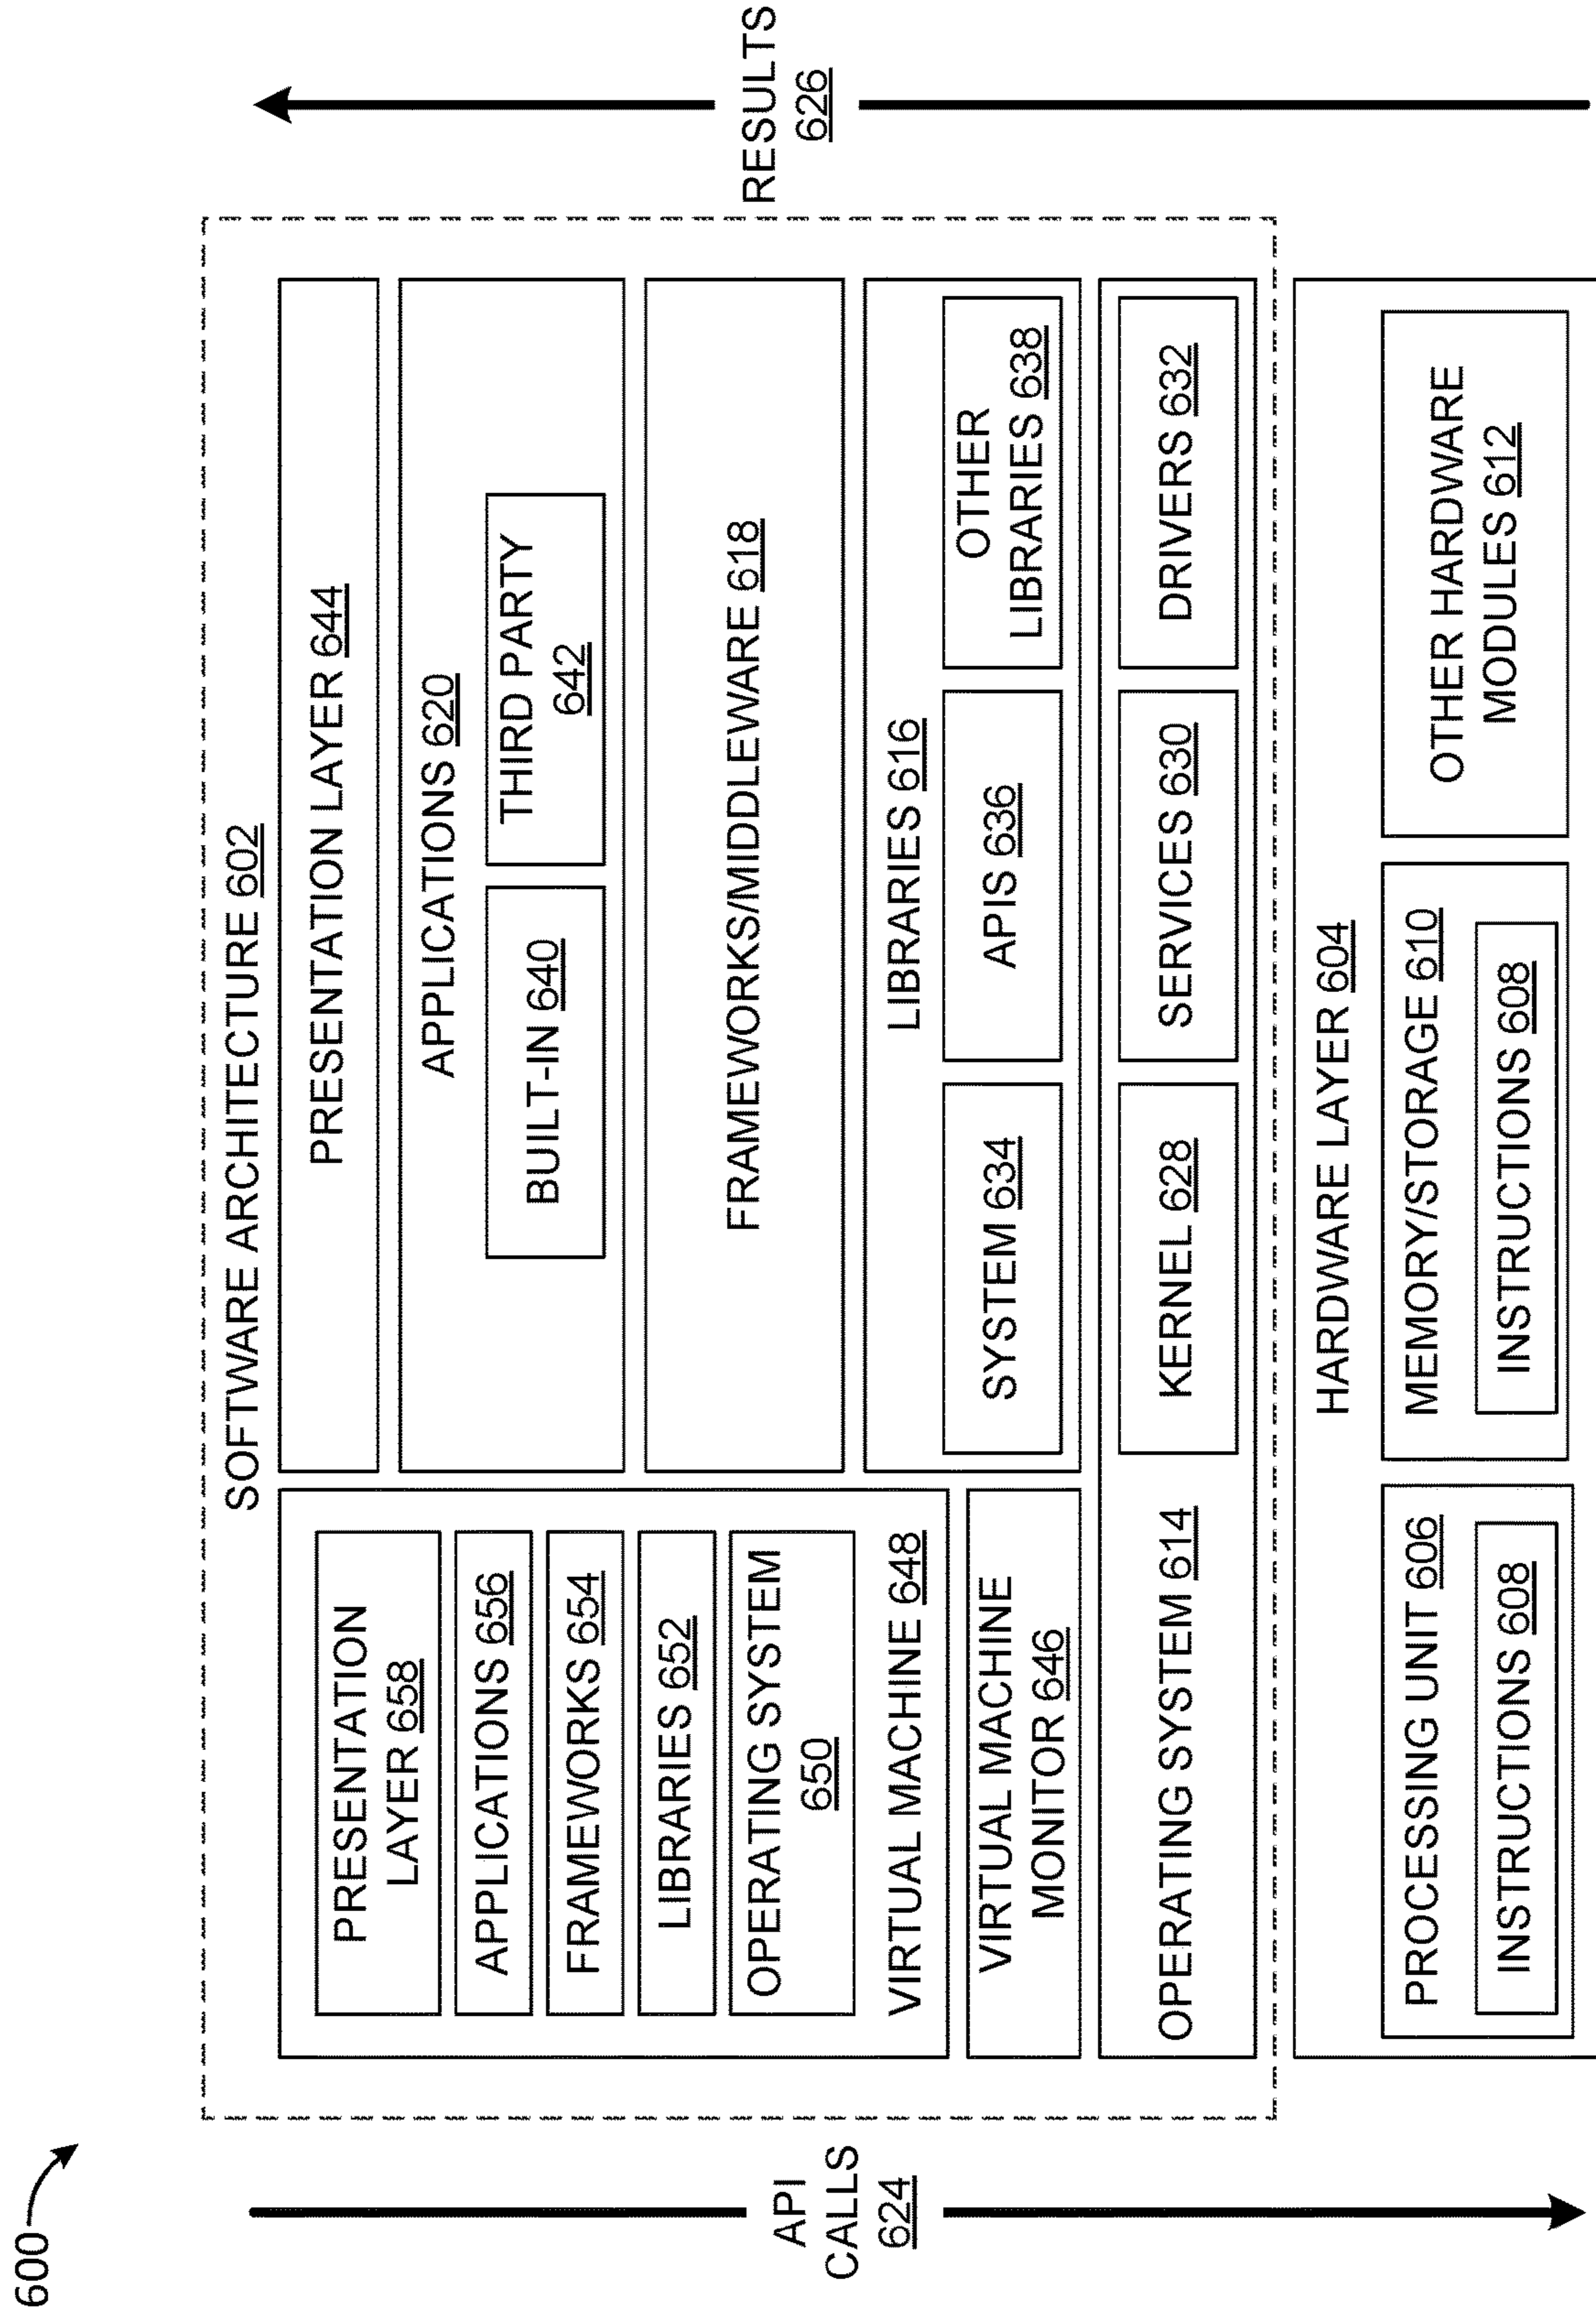 600
SOFTWARE ARCHITECTURE 602
PRESENTATION
LAYER 658
APPLICATIONS 656
FRAMEWORKS 654
LIBRARIES 652
OPERATING SYSTEM
650
VIRTUAL MACHINE 648
VIRTUAL MACHINE
MONITOR 646
PRESENTATION LAYER 644
APPLICATIONS 620
BUILT-IN 640
THIRD PARTY
642
FRAMEWORKS/MIDDLEWARE 618
LIBRARIES 616
SYSTEM 634
APIS 636
OTHER
LIBRARIES 638
OPERATING SYSTEM 614
KERNEL 628
SERVICES 630
DRIVERS 632
API
CALLS
624
RESULTS
626
HARDWARE LAYER 604
PROCESSING UNIT 606
INSTRUCTIONS 608
MEMORY/STORAGE 610
INSTRUCTIONS 608
OTHER HARDWARE
MODULES 612